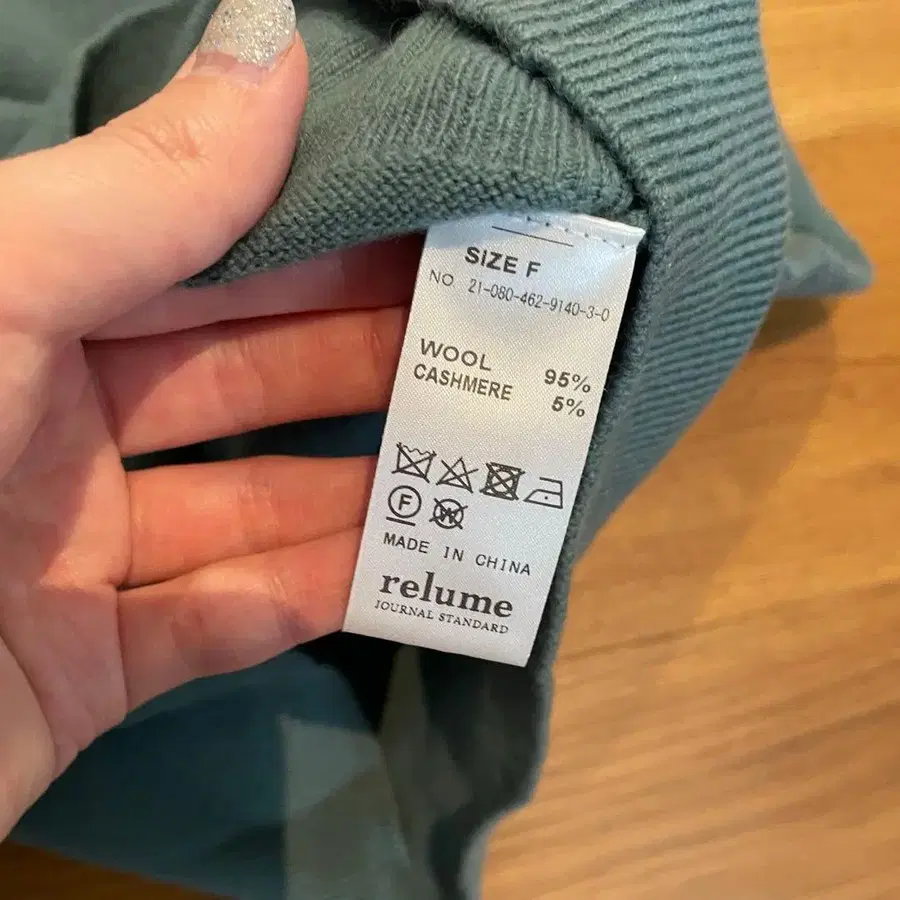 SIZE F
NO 21-080-462-9140-3-0
WOOL 95%
CASHMERE 5%
F W
MADE IN CHINA
relume
JOURNAL STANDARD